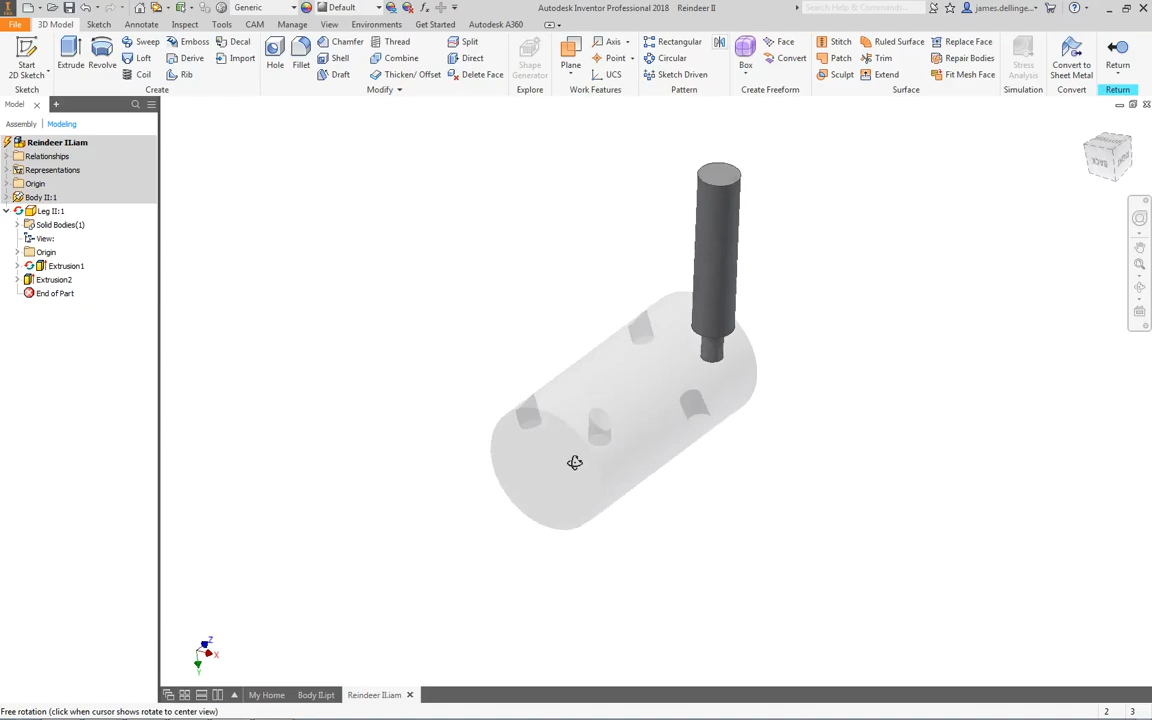 Generic
Default
Autodesk Inventor Professional 2018 Reindeer II
Search Help & Commands...
james.dellinge...
File
3D Model
Sketch
Annotate
Inspect
Tools
CAM
Manage
View
Environments
Get Started
Autodesk A360
Start
2D Sketch
Extrude
Revolve
Sweep
Emboss
Decal
Loft
Derive
Import
Coil
Rib
Hole
Fillet
Chamfer
Thread
Split
Shell
Combine
Direct
Draft
Thicken/ Offset
Delete Face
Shape
Generator
Plane
Axis
Point
UCS
Rectangular
Circular
Sketch Driven
Box
Face
Convert
Stitch
Ruled Surface
Replace Face
Patch
Trim
Repair Bodies
Sculpt
Extend
Fit Mesh Face
Stress
Analysis
Convert to
Sheet Metal
Return
Sketch
Create
Modify
Explore
Work Features
Pattern
Create Freeform
Surface
Simulation
Convert
Return
Model
Assembly
Modeling
Reindeer II.iam
Relationships
Representations
Origin
Body II:1
Leg II:1
Solid Bodies(1)
View:
Origin
Extrusion1
Extrusion2
End of Part
BACK
Z
X
Y
My Home
Body II.ipt
Reindeer II.iam
Free rotation (click when cursor shows rotate to center view)
2
3